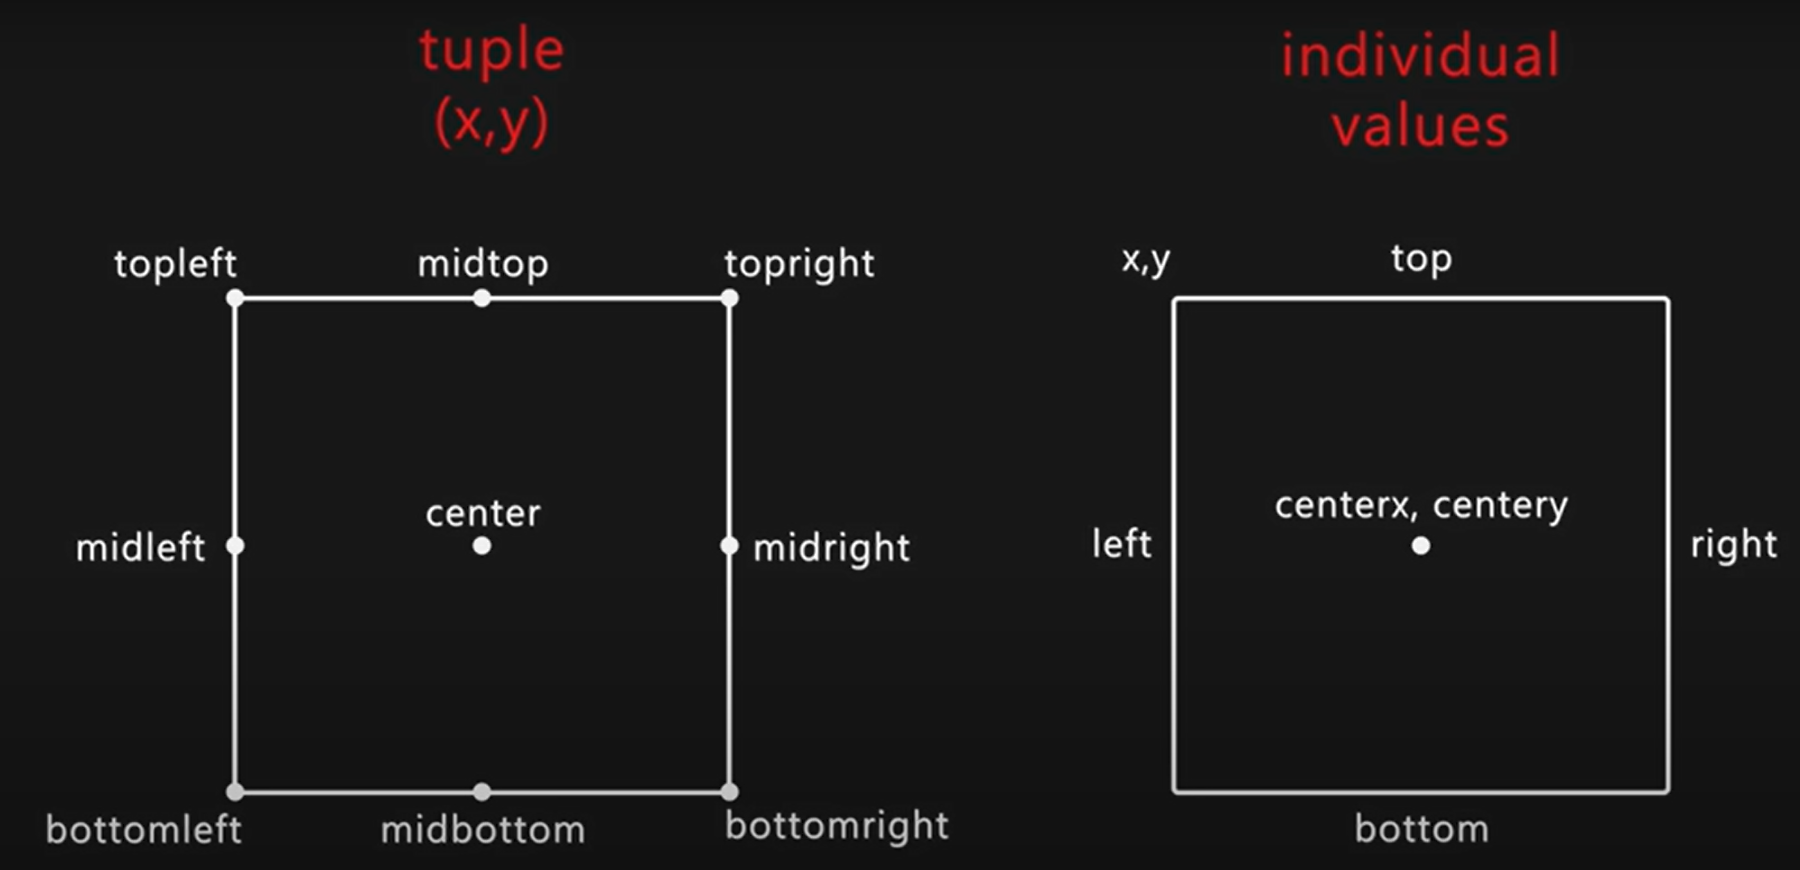 tuple
(x,y)
topleft
midtop
topright
midleft
center
midright
bottomleft
midbottom
bottomright
individual
values
x,y
top
left
centerx, centery
right
bottom